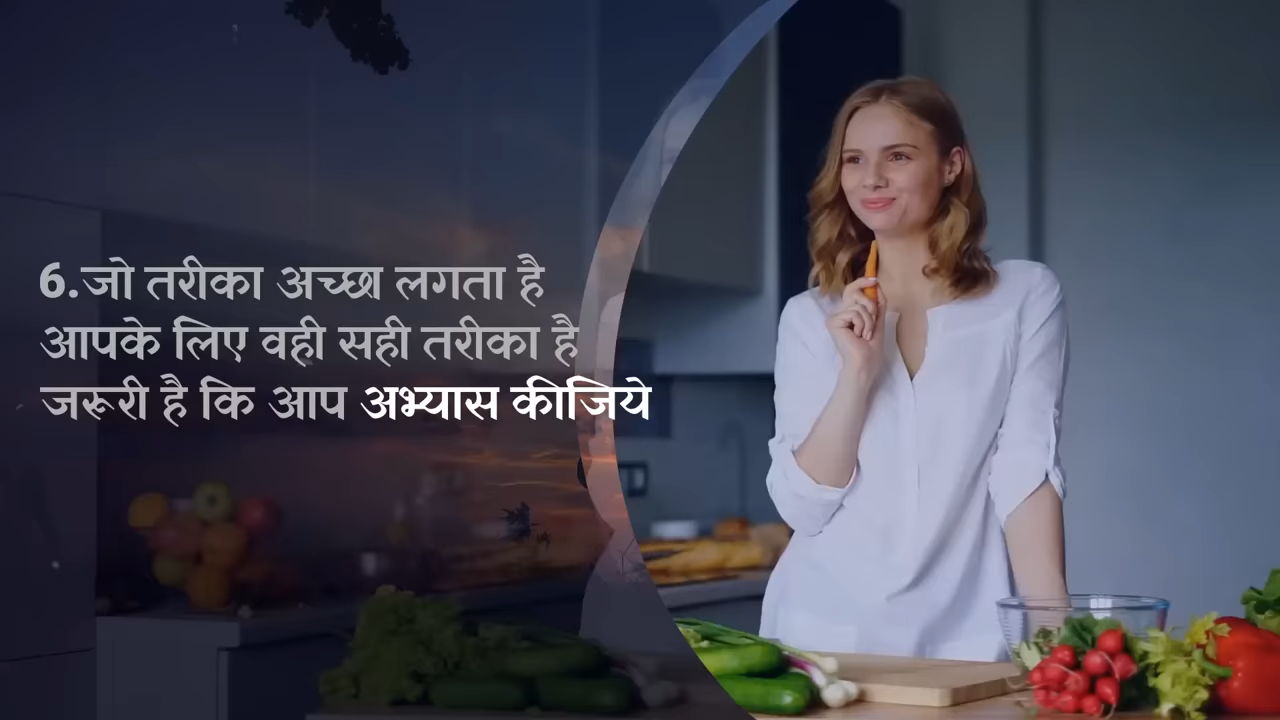 6.जो तरीका अच्छा लगता है
आपके लिए वही सही तरीका है
जरूरी है कि आप अभ्यास कीजिये